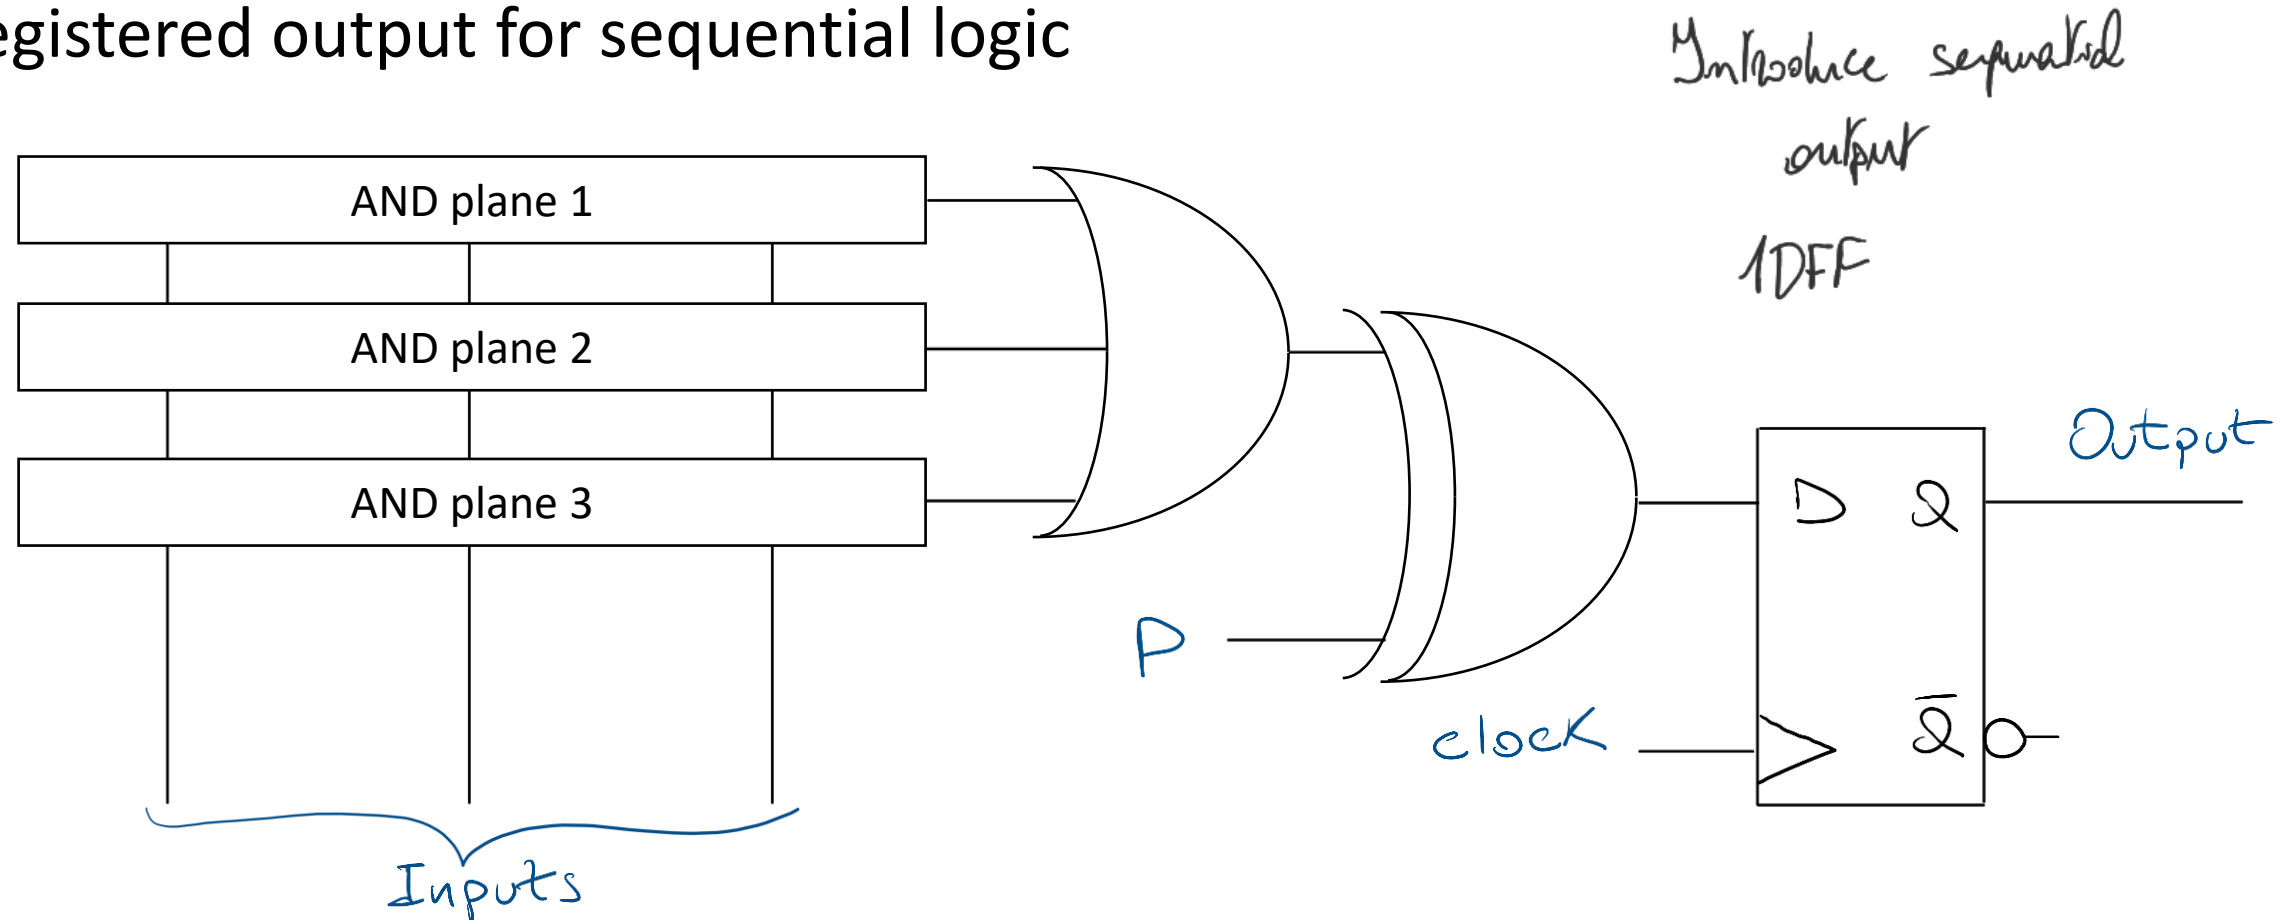 egistered output for sequential logic
Introduce sequential
output
1DFF
AND plane 1
AND plane 2
AND plane 3
Output
D Q
P
clock
Q̅
Inputs